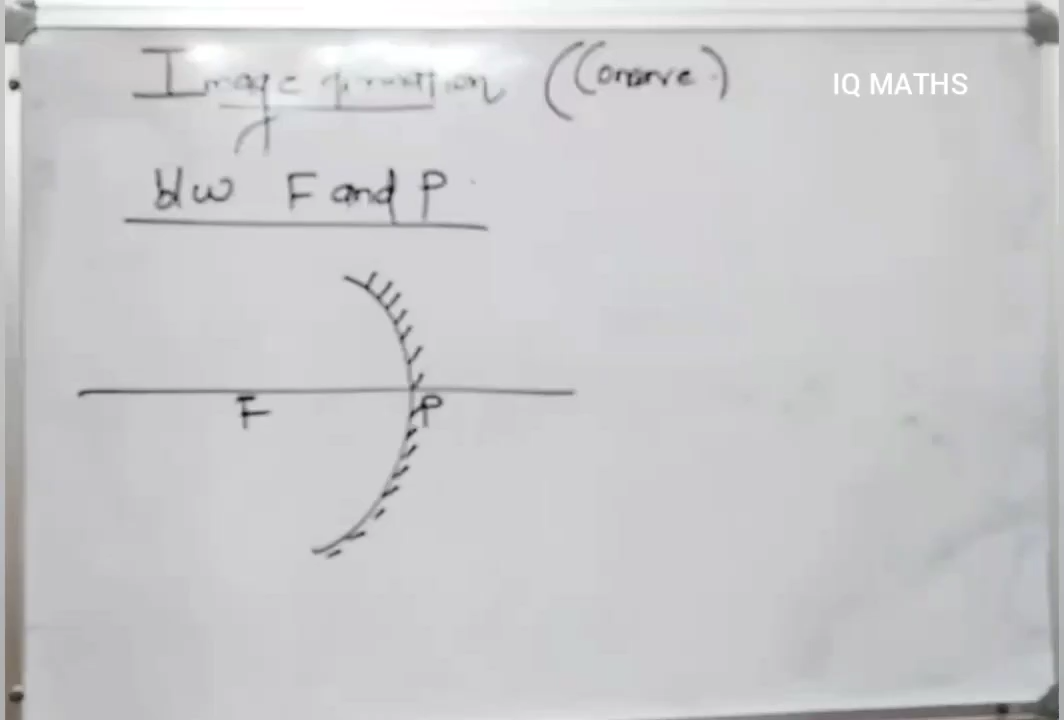 Image formation (Concave)
IQ MATHS
b/w F and P
F
P